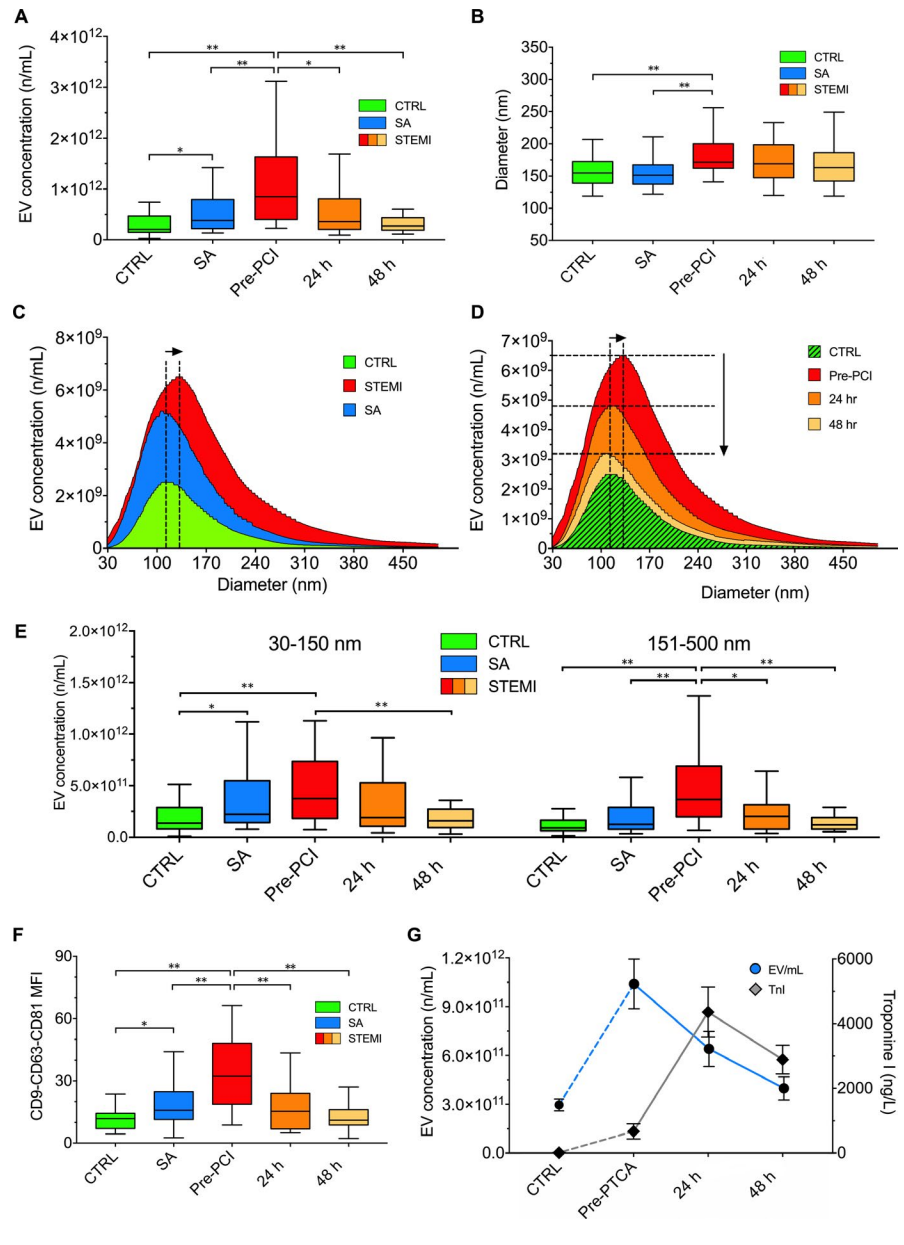 A
EV concentration (n/mL)
4×10¹²
3×10¹²
2×10¹²
1×10¹²
0
** **
** *
*
CTRL
SA
STEMI
CTRL
SA
Pre-PCI
24 h
48 h
B
Diameter (nm)
350
300
250
200
150
100
50
**
**
CTRL
SA
STEMI
CTRL
SA
Pre-PCI
24 h
48 h
C
EV concentration (n/mL)
8×10⁹
6×10⁹
4×10⁹
2×10⁹
0
30 100 170 240 310 380 450
Diameter (nm)
CTRL
STEMI
SA
D
EV concentration (n/mL)
7×10⁹
6×10⁹
5×10⁹
4×10⁹
3×10⁹
2×10⁹
1×10⁹
0
30 100 170 240 310 380 450
Diameter (nm)
CTRL
Pre-PCI
24 hr
48 hr
E
EV concentration (n/mL)
2.0×10¹²
1.5×10¹²
1.0×10¹²
5.0×10¹¹
0.0
30-150 nm
CTRL
SA
STEMI
151-500 nm
**
* **
** **
** *
CTRL
SA
Pre-PCI
24 h
48 h
CTRL
SA
Pre-PCI
24 h
48 h
F
CD9-CD63-CD81 MFI
90
60
30
0
** **
** **
*
CTRL
SA
STEMI
CTRL
SA
Pre-PCI
24 h
48 h
G
EV concentration (n/mL)
1.2×10¹²
9.0×10¹¹
6.0×10¹¹
3.0×10¹¹
0.0
EV/mL
TnI
6000
4000
2000
0
Troponine I (ng/L)
CTRL
Pre-PTCA
24 h
48 h